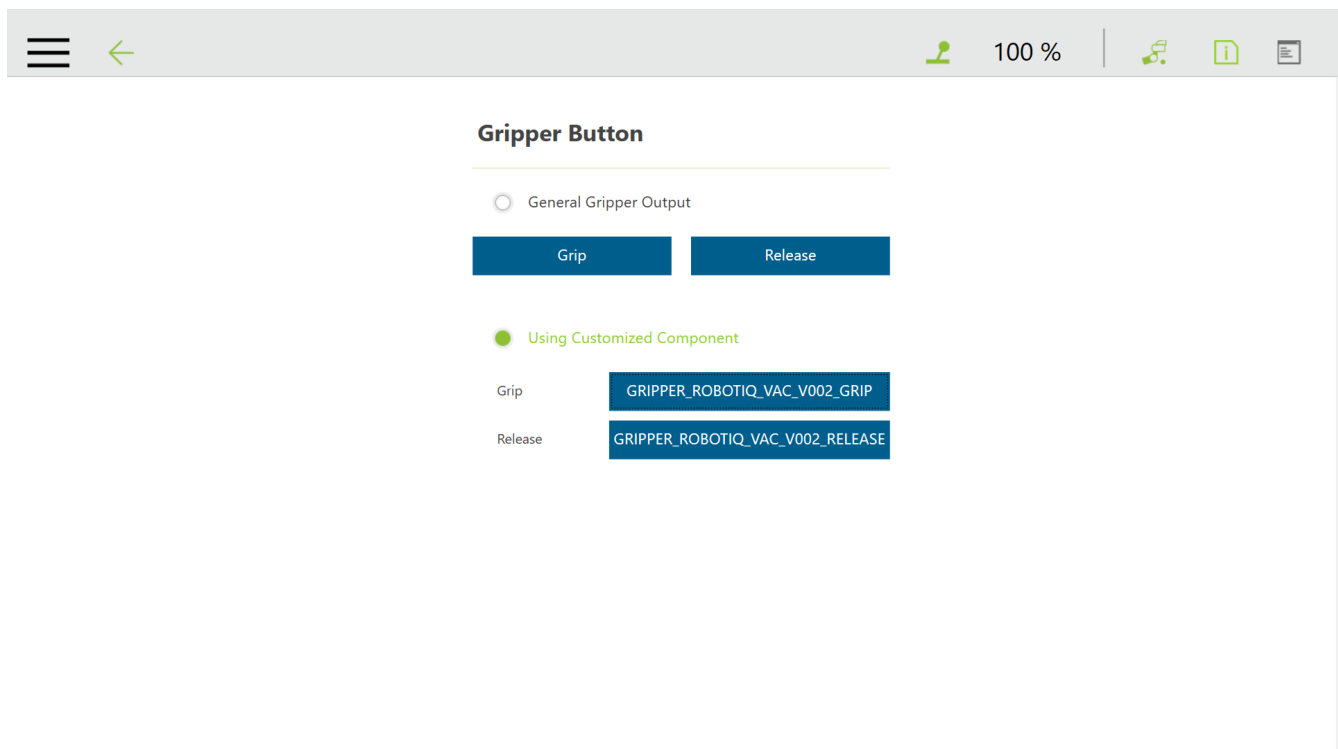 100 %
Gripper Button
General Gripper Output
Grip Release
Using Customized Component
Grip GRIPPER_ROBOTIQ_VAC_V002_GRIP
Release GRIPPER_ROBOTIQ_VAC_V002_RELEASE